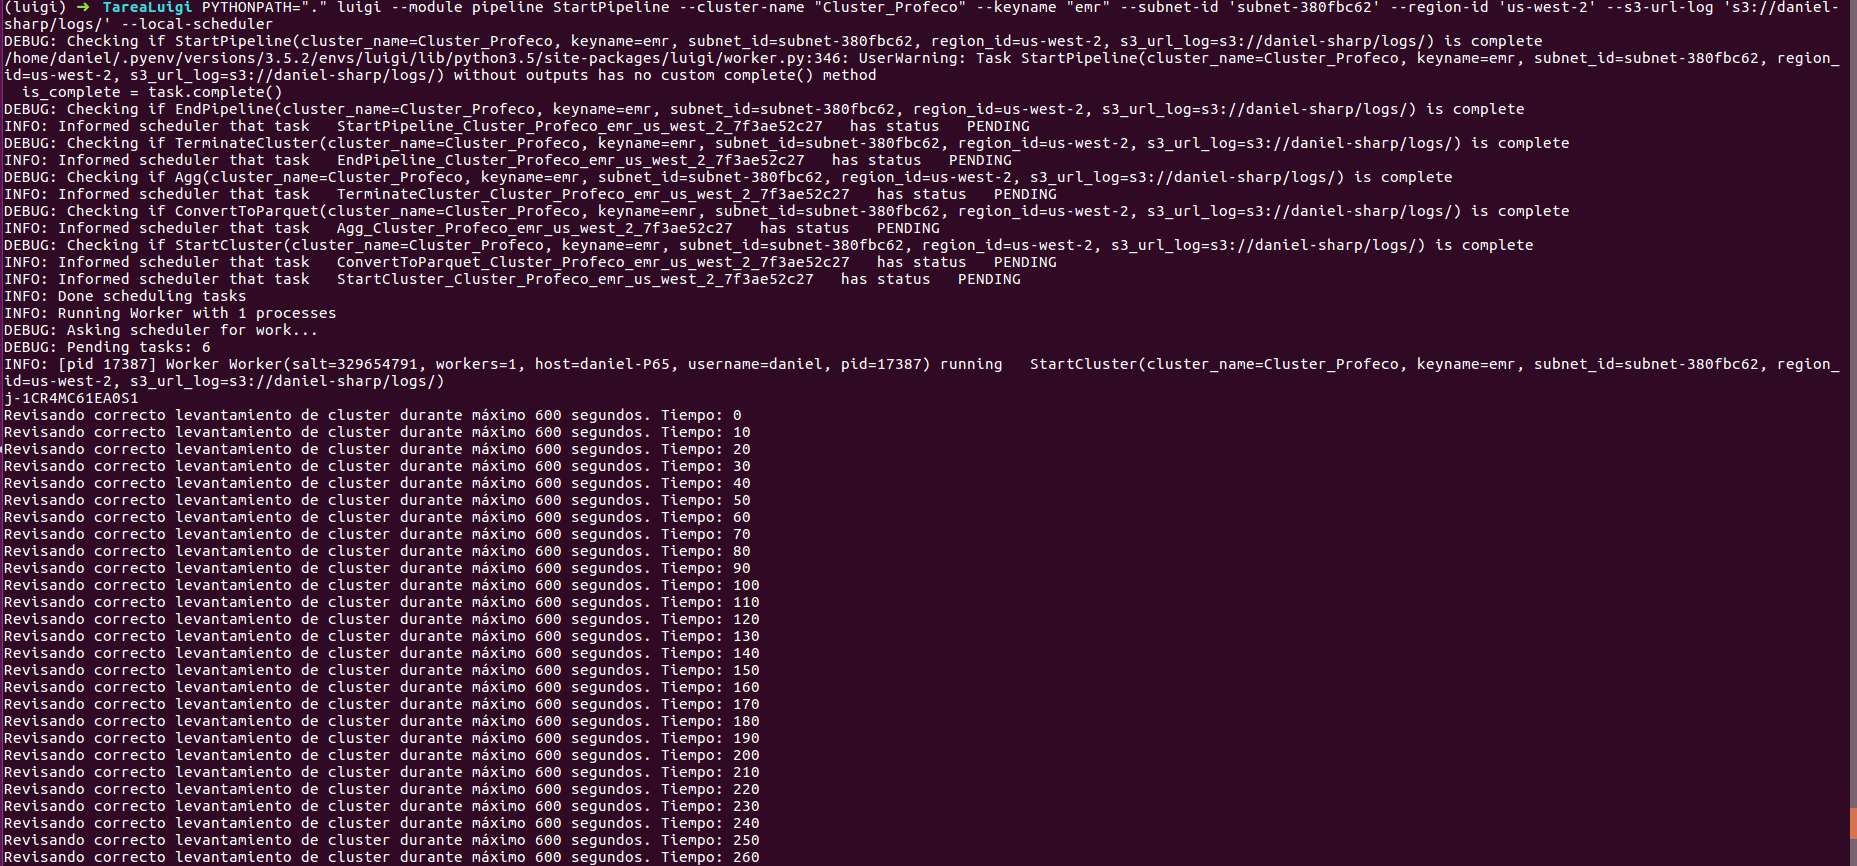 (luigi) ➜  TareaLuigi PYTHONPATH="." luigi --module pipeline StartPipeline --cluster-name "Cluster_Profeco" --keyname "emr" --subnet-id 'subnet-380fbc62' --region-id 'us-west-2' --s3-url-log 's3://daniel-
sharp/logs/' --local-scheduler
DEBUG: Checking if StartPipeline(cluster_name=Cluster_Profeco, keyname=emr, subnet_id=subnet-380fbc62, region_id=us-west-2, s3_url_log=s3://daniel-sharp/logs/) is complete
/home/daniel/.pyenv/versions/3.5.2/envs/luigi/lib/python3.5/site-packages/luigi/worker.py:346: UserWarning: Task StartPipeline(cluster_name=Cluster_Profeco, keyname=emr, subnet_id=subnet-380fbc62, region_
id=us-west-2, s3_url_log=s3://daniel-sharp/logs/) without outputs has no custom complete() method
  is_complete = task.complete()
DEBUG: Checking if EndPipeline(cluster_name=Cluster_Profeco, keyname=emr, subnet_id=subnet-380fbc62, region_id=us-west-2, s3_url_log=s3://daniel-sharp/logs/) is complete
INFO: Informed scheduler that task   StartPipeline_Cluster_Profeco_emr_us_west_2_7f3ae52c27   has status   PENDING
DEBUG: Checking if TerminateCluster(cluster_name=Cluster_Profeco, keyname=emr, subnet_id=subnet-380fbc62, region_id=us-west-2, s3_url_log=s3://daniel-sharp/logs/) is complete
INFO: Informed scheduler that task   EndPipeline_Cluster_Profeco_emr_us_west_2_7f3ae52c27   has status   PENDING
DEBUG: Checking if Agg(cluster_name=Cluster_Profeco, keyname=emr, subnet_id=subnet-380fbc62, region_id=us-west-2, s3_url_log=s3://daniel-sharp/logs/) is complete
INFO: Informed scheduler that task   TerminateCluster_Cluster_Profeco_emr_us_west_2_7f3ae52c27   has status   PENDING
DEBUG: Checking if ConvertToParquet(cluster_name=Cluster_Profeco, keyname=emr, subnet_id=subnet-380fbc62, region_id=us-west-2, s3_url_log=s3://daniel-sharp/logs/) is complete
INFO: Informed scheduler that task   Agg_Cluster_Profeco_emr_us_west_2_7f3ae52c27   has status   PENDING
DEBUG: Checking if StartCluster(cluster_name=Cluster_Profeco, keyname=emr, subnet_id=subnet-380fbc62, region_id=us-west-2, s3_url_log=s3://daniel-sharp/logs/) is complete
INFO: Informed scheduler that task   ConvertToParquet_Cluster_Profeco_emr_us_west_2_7f3ae52c27   has status   PENDING
INFO: Informed scheduler that task   StartCluster_Cluster_Profeco_emr_us_west_2_7f3ae52c27   has status   PENDING
INFO: Done scheduling tasks
INFO: Running Worker with 1 processes
DEBUG: Asking scheduler for work...
DEBUG: Pending tasks: 6
INFO: [pid 17387] Worker Worker(salt=329654791, workers=1, host=daniel-P65, username=daniel, pid=17387) running   StartCluster(cluster_name=Cluster_Profeco, keyname=emr, subnet_id=subnet-380fbc62, region_
id=us-west-2, s3_url_log=s3://daniel-sharp/logs/)
j-1CR4MC61EA0S1
Revisando correcto levantamiento de cluster durante máximo 600 segundos. Tiempo: 0
Revisando correcto levantamiento de cluster durante máximo 600 segundos. Tiempo: 10
Revisando correcto levantamiento de cluster durante máximo 600 segundos. Tiempo: 20
Revisando correcto levantamiento de cluster durante máximo 600 segundos. Tiempo: 30
Revisando correcto levantamiento de cluster durante máximo 600 segundos. Tiempo: 40
Revisando correcto levantamiento de cluster durante máximo 600 segundos. Tiempo: 50
Revisando correcto levantamiento de cluster durante máximo 600 segundos. Tiempo: 60
Revisando correcto levantamiento de cluster durante máximo 600 segundos. Tiempo: 70
Revisando correcto levantamiento de cluster durante máximo 600 segundos. Tiempo: 80
Revisando correcto levantamiento de cluster durante máximo 600 segundos. Tiempo: 90
Revisando correcto levantamiento de cluster durante máximo 600 segundos. Tiempo: 100
Revisando correcto levantamiento de cluster durante máximo 600 segundos. Tiempo: 110
Revisando correcto levantamiento de cluster durante máximo 600 segundos. Tiempo: 120
Revisando correcto levantamiento de cluster durante máximo 600 segundos. Tiempo: 130
Revisando correcto levantamiento de cluster durante máximo 600 segundos. Tiempo: 140
Revisando correcto levantamiento de cluster durante máximo 600 segundos. Tiempo: 150
Revisando correcto levantamiento de cluster durante máximo 600 segundos. Tiempo: 160
Revisando correcto levantamiento de cluster durante máximo 600 segundos. Tiempo: 170
Revisando correcto levantamiento de cluster durante máximo 600 segundos. Tiempo: 180
Revisando correcto levantamiento de cluster durante máximo 600 segundos. Tiempo: 190
Revisando correcto levantamiento de cluster durante máximo 600 segundos. Tiempo: 200
Revisando correcto levantamiento de cluster durante máximo 600 segundos. Tiempo: 210
Revisando correcto levantamiento de cluster durante máximo 600 segundos. Tiempo: 220
Revisando correcto levantamiento de cluster durante máximo 600 segundos. Tiempo: 230
Revisando correcto levantamiento de cluster durante máximo 600 segundos. Tiempo: 240
Revisando correcto levantamiento de cluster durante máximo 600 segundos. Tiempo: 250
Revisando correcto levantamiento de cluster durante máximo 600 segundos. Tiempo: 260